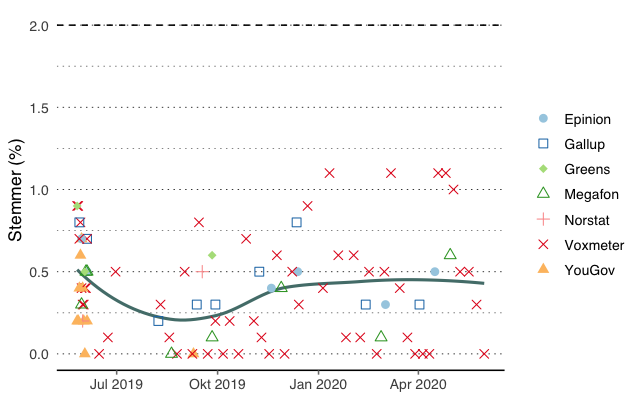 Stemmer (%)
2.0
1.5
1.0
0.5
0.0
Jul 2019
Okt 2019
Jan 2020
Apr 2020
Epinion
Gallup
Greens
Megafon
Norstat
Voxmeter
YouGov